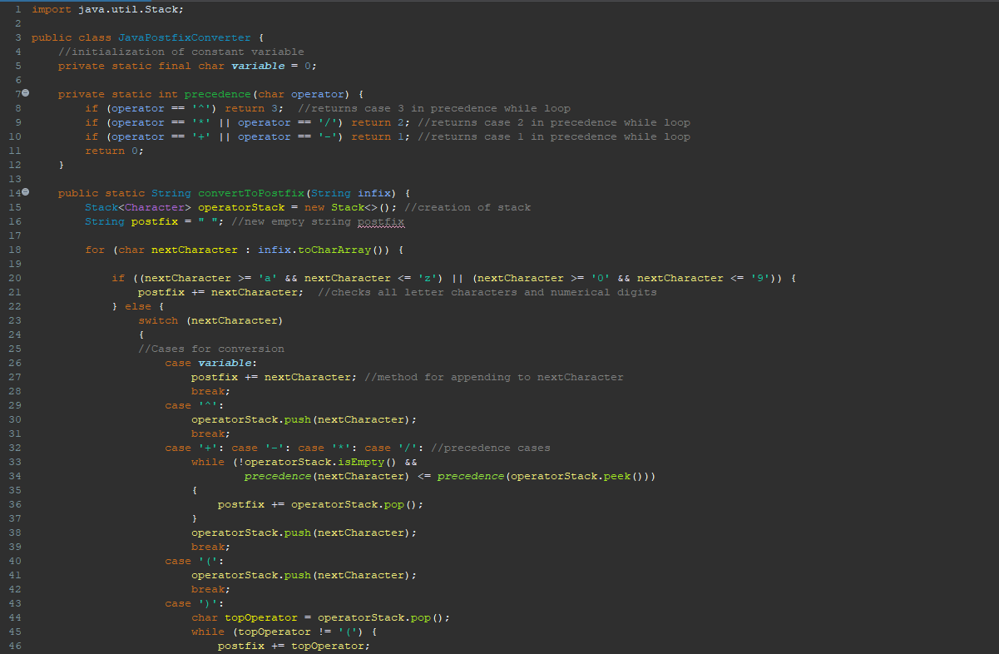 1 import java.util.Stack;
2
3 public class JavaPostfixConverter {
4     //initialization of constant variable
5     private static final char variable = 0;
6
7     private static int precedence(char operator) {
8         if (operator == '^') return 3;  //returns case 3 in precedence while loop
9         if (operator == '*' || operator == '/') return 2; //returns case 2 in precedence while loop
10         if (operator == '+' || operator == '-') return 1; //returns case 1 in precedence while loop
11         return 0;
12     }
13
14     public static String convertToPostfix(String infix) {
15         Stack<Character> operatorStack = new Stack<>(); //creation of stack
16         String postfix = " "; //new empty string postfix
17
18         for (char nextCharacter : infix.toCharArray()) {
19
20             if ((nextCharacter >= 'a' && nextCharacter <= 'z') || (nextCharacter >= '0' && nextCharacter <= '9')) {
21                 postfix += nextCharacter;  //checks all letter characters and numerical digits
22             } else {
23                 switch (nextCharacter)
24                 {
25                 //Cases for conversion
26                     case variable:
27                         postfix += nextCharacter; //method for appending to nextCharacter
28                         break;
29                     case '^':
30                         operatorStack.push(nextCharacter);
31                         break;
32                     case '+': case '-': case '*': case '/': //precedence cases
33                         while (!operatorStack.isEmpty() &&
34                                 precedence(nextCharacter) <= precedence(operatorStack.peek()))
35                         {
36                             postfix += operatorStack.pop();
37                         }
38                         operatorStack.push(nextCharacter);
39                         break;
40                     case '(':
41                         operatorStack.push(nextCharacter);
42                         break;
43                     case ')':
44                         char topOperator = operatorStack.pop();
45                         while (topOperator != '(') {
46                             postfix += topOperator;